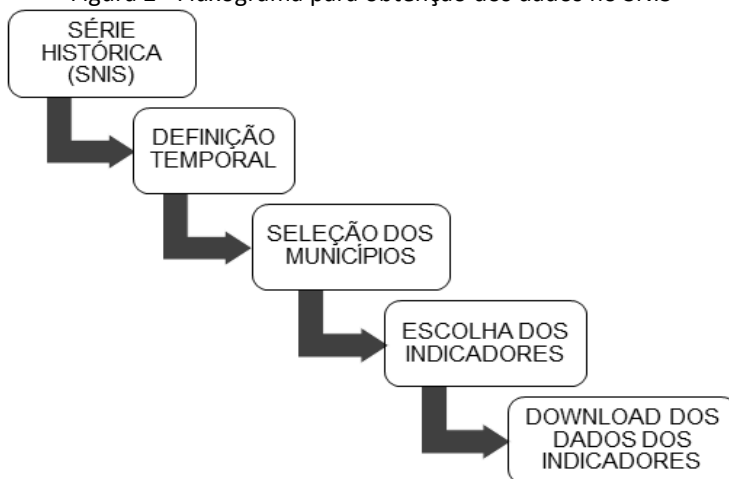 SÉRIE
HISTÓRICA
(SNIS)
DEFINIÇÃO
TEMPORAL
SELEÇÃO DOS
MUNICÍPIOS
ESCOLHA DOS
INDICADORES
DOWNLOAD DOS
DADOS DOS
INDICADORES